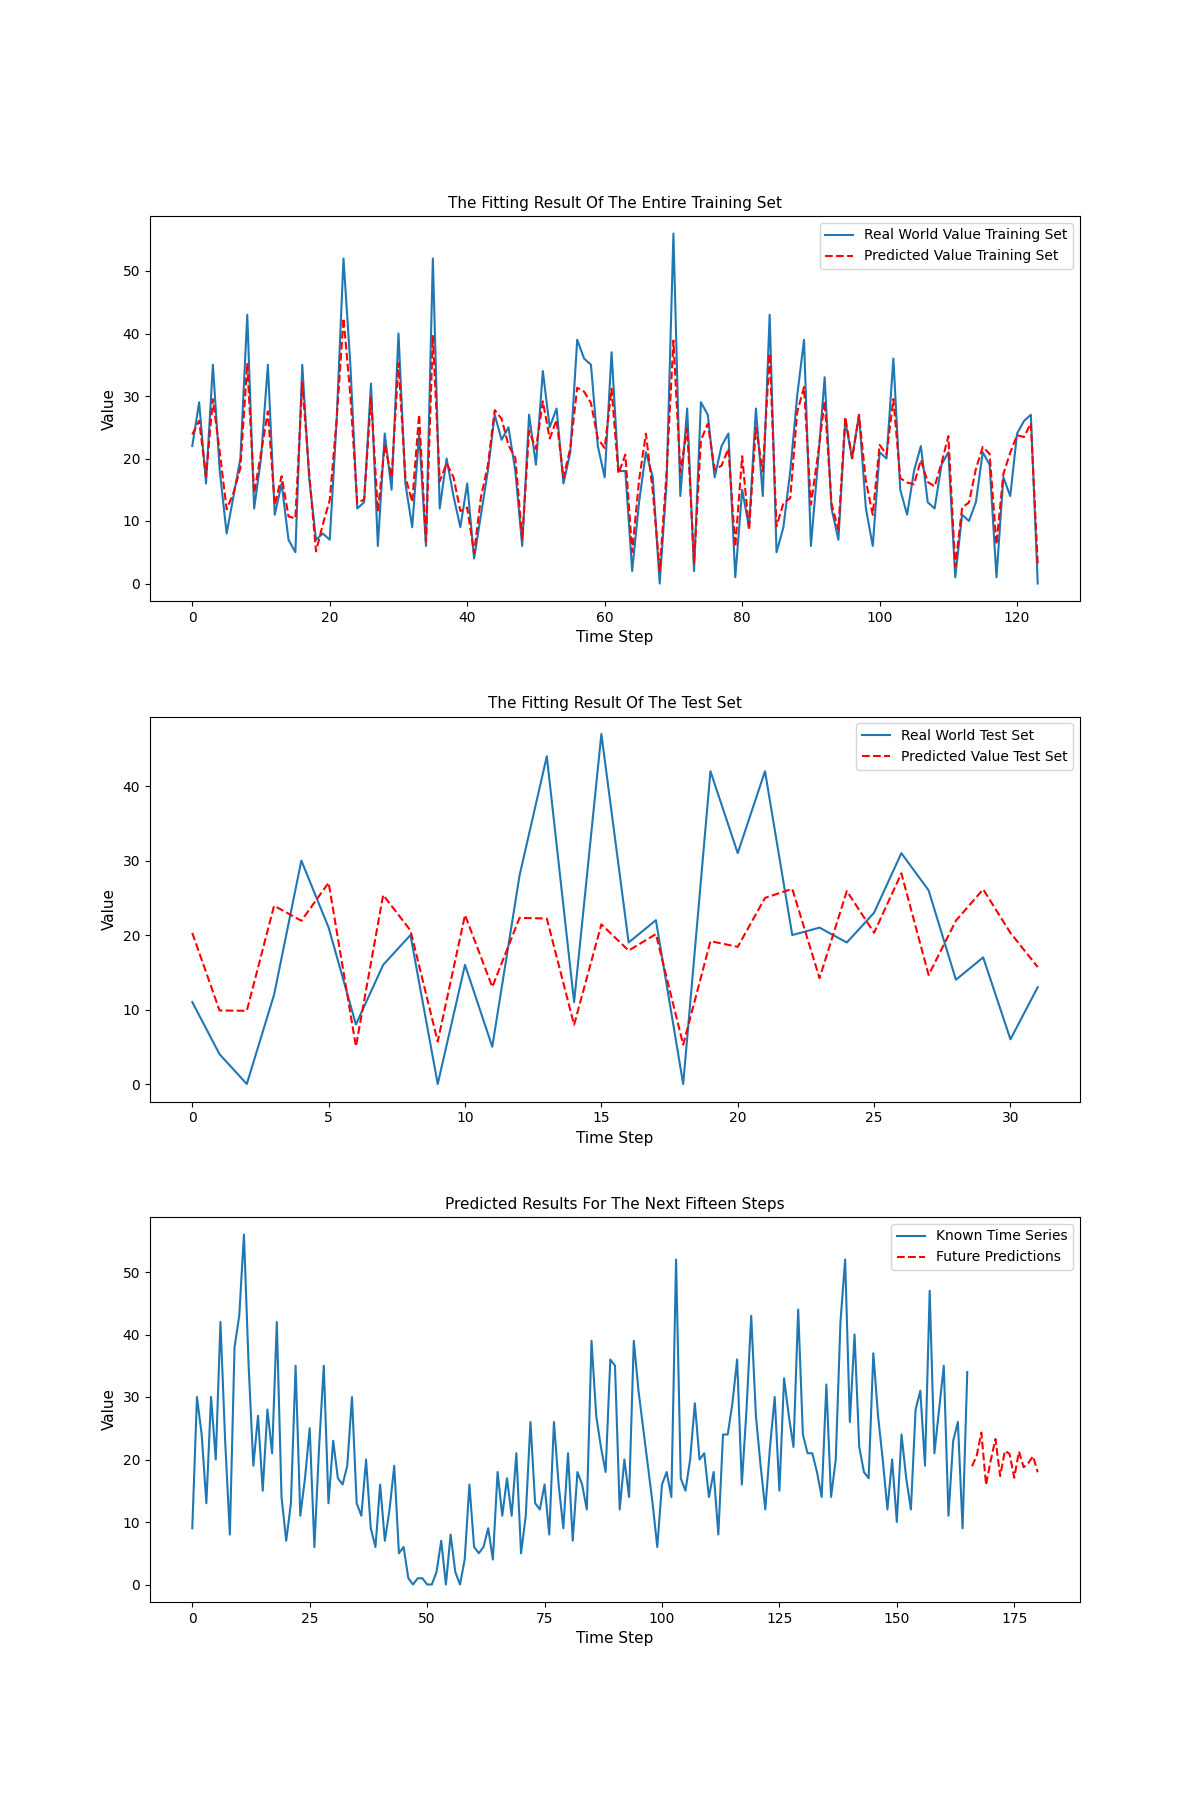 The Fitting Result Of The Entire Training Set
Real World Value Training Set
Predicted Value Training Set
50
40
30
20
10
0
Value
0 20 40 60 80 100 120
Time Step
The Fitting Result Of The Test Set
Real World Test Set
Predicted Value Test Set
40
30
20
10
0
Value
0 5 10 15 20 25 30
Time Step
Predicted Results For The Next Fifteen Steps
Known Time Series
Future Predictions
50
40
30
20
10
0
Value
0 25 50 75 100 125 150 175
Time Step